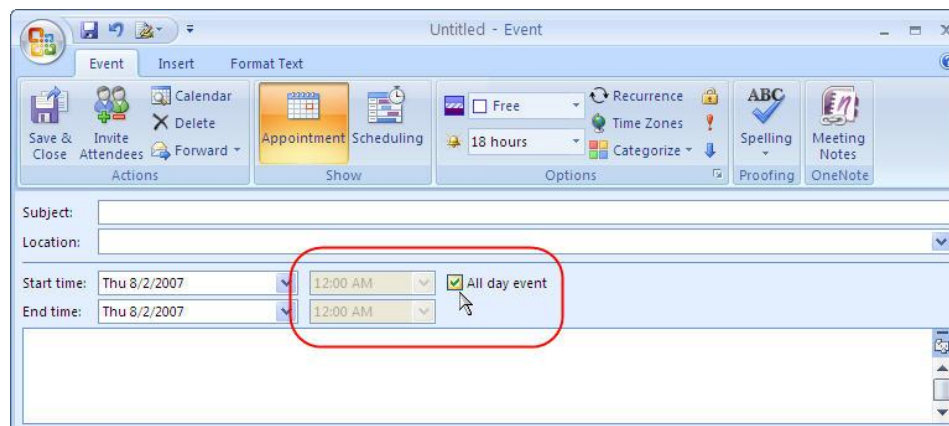 Untitled - Event
Event Insert Format Text
Save & Close
Invite Attendees
Calendar
Delete
Forward
Actions
Appointment
Scheduling
Show
Free
18 hours
Recurrence
Time Zones
Categorize
Options
ABC
Spelling
Proofing
Meeting Notes
OneNote
Subject:
Location:
Start time: Thu 8/2/2007 12:00 AM All day event
End time: Thu 8/2/2007 12:00 AM